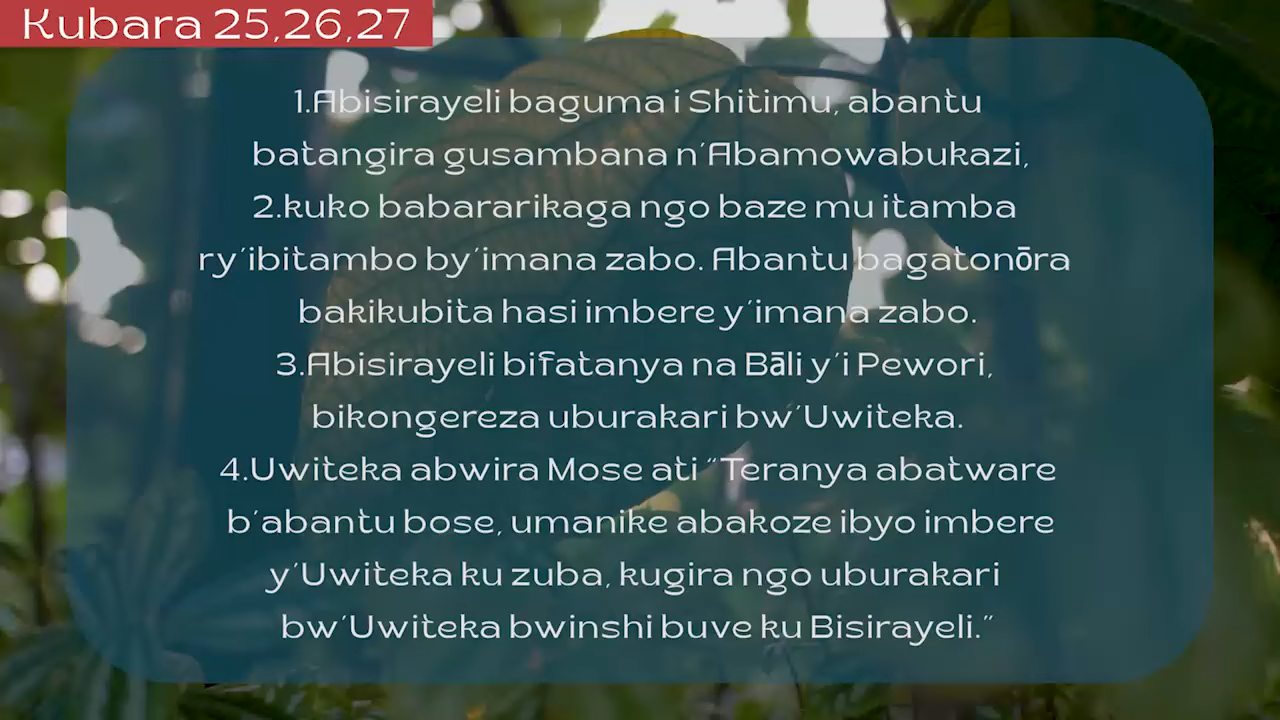 Kubara 25,26,27
1.Abisirayeli baguma i Shitimu, abantu
batangira gusambana n'Abamowabukazi,
2.kuko babararikaga ngo baze mu itamba
ry'ibitambo by'imana zabo. Abantu bagatonōra
bakikubita hasi imbere y'imana zabo.
3.Abisirayeli bifatanya na Bāli y'i Pewori,
bikongereza uburakari bw'Uwiteka.
4.Uwiteka abwira Mose ati "Teranya abatware
b'abantu bose, umanike abakoze ibyo imbere
y'Uwiteka ku zuba, kugira ngo uburakari
bw'Uwiteka bwinshi buve ku Bisirayeli."